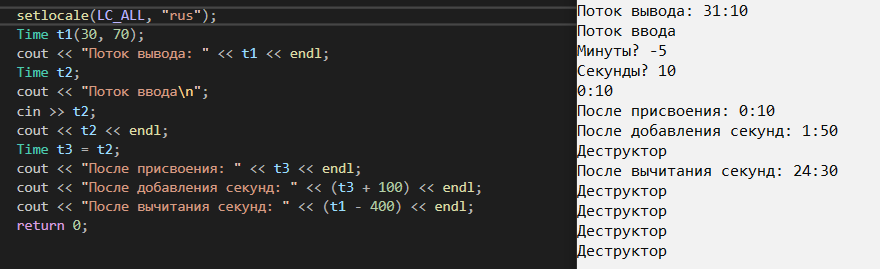 setlocale(LC_ALL, "rus");
Time t1(30, 70);
cout << "Поток вывода: " << t1 << endl;
Time t2;
cout << "Поток ввода\n";
cin >> t2;
cout << t2 << endl;
Time t3 = t2;
cout << "После присвоения: " << t3 << endl;
cout << "После добавления секунд: " << (t3 + 100) << endl;
cout << "После вычитания секунд: " << (t1 - 400) << endl;
return 0;
Поток вывода: 31:10
Поток ввода
Минуты? -5
Секунды? 10
0:10
После присвоения: 0:10
После добавления секунд: 1:50
Деструктор
После вычитания секунд: 24:30
Деструктор
Деструктор
Деструктор
Деструктор